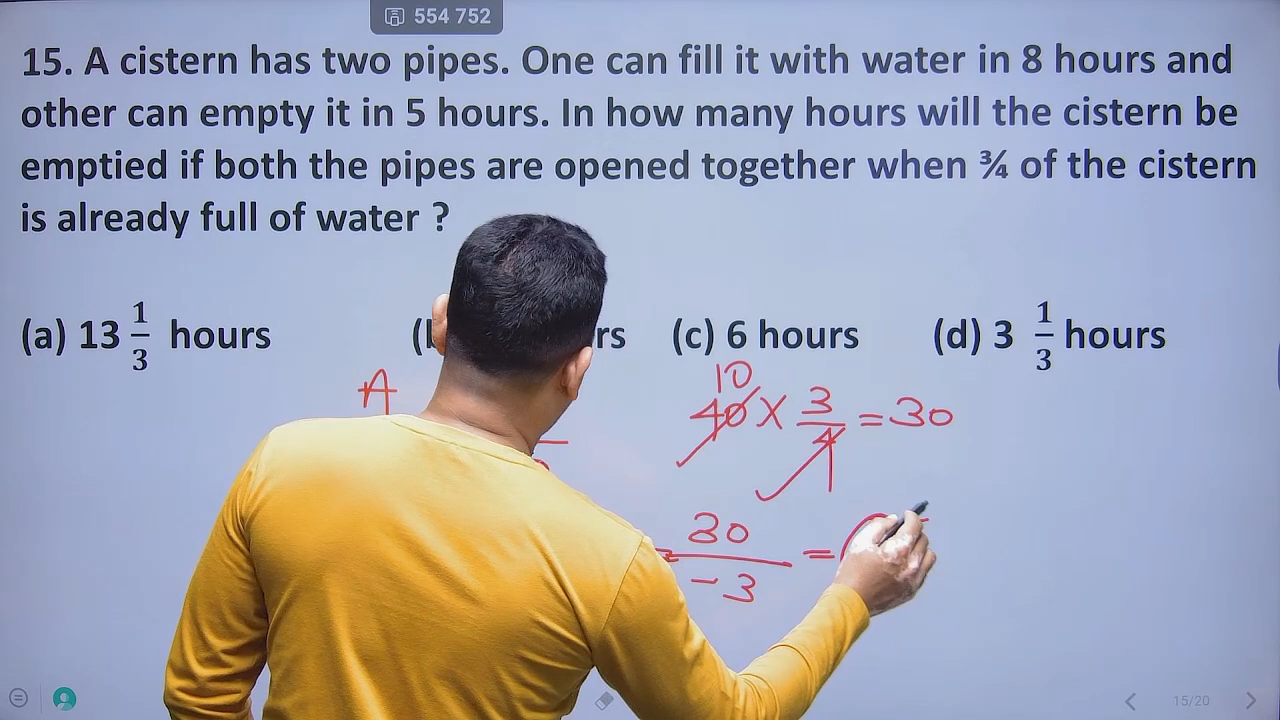 554 752
15. A cistern has two pipes. One can fill it with water in 8 hours and
other can empty it in 5 hours. In how many hours will the cistern be
emptied if both the pipes are opened together when ¾ of the cistern
is already full of water ?
(a) 13 1/3 hours (c) 6 hours (d) 3 1/3 hours
A
10
40 X 3/4 = 30
30/-3 =
15/20